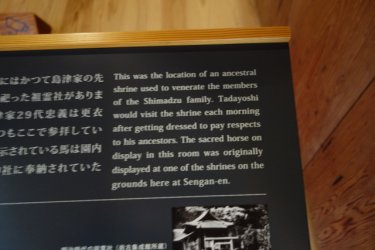 にはかつて島津家の先
祀った祖霊社がありま
家29代忠義は更衣
つもここで参拝してい
示されている馬は園内
社に奉納されていた
This was the location of an ancestral
shrine used to venerate the members
of the Shimadzu family. Tadayoshi
would visit the shrine each morning
after getting dressed to pay respects
to his ancestors. The sacred horse on
display in this room was originally
displayed at one of the shrines on the
grounds here at Sengan-en.